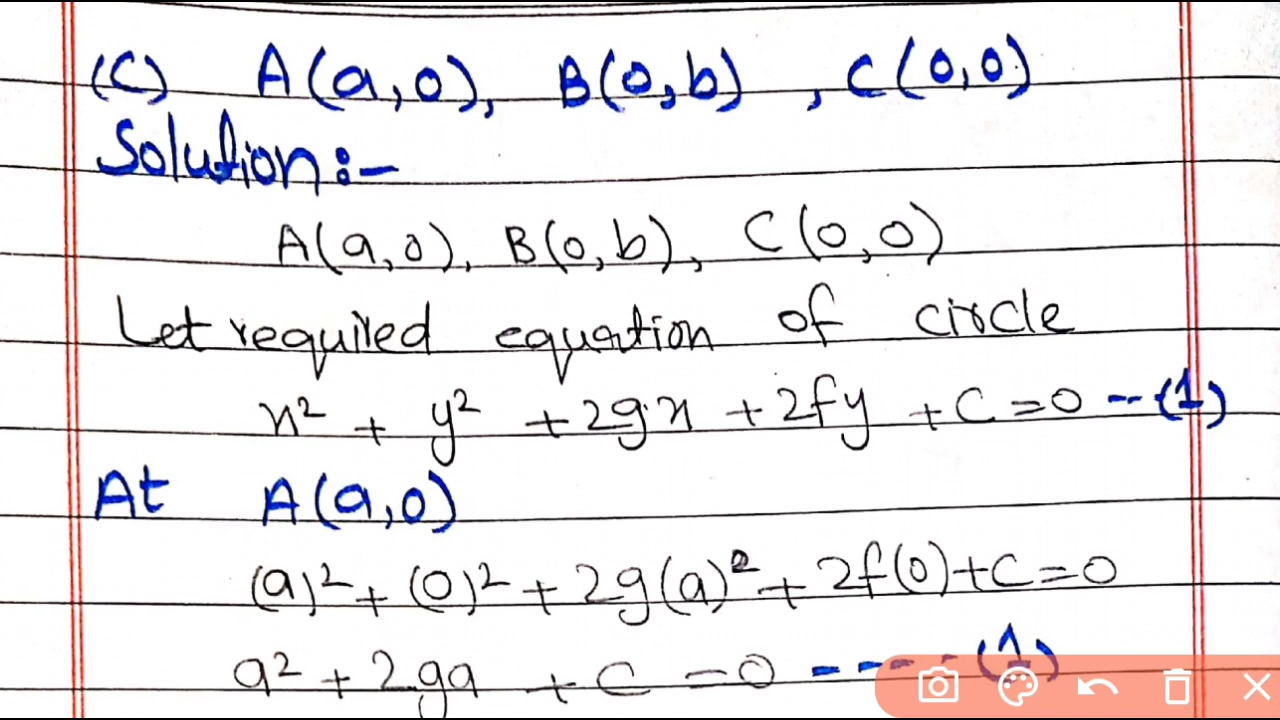 (C) A(a,0), B(0,b), C(0,0)
Solution:-
A(a,0), B(0,b), C(0,0)
Let required equation of circle
x² + y² + 2gx + 2fy + C = 0 --(1)
At A(a,0)
(a)² + (0)² + 2g(a)² + 2f(0) + C = 0
a² + 2ga + C = 0 ----(1)